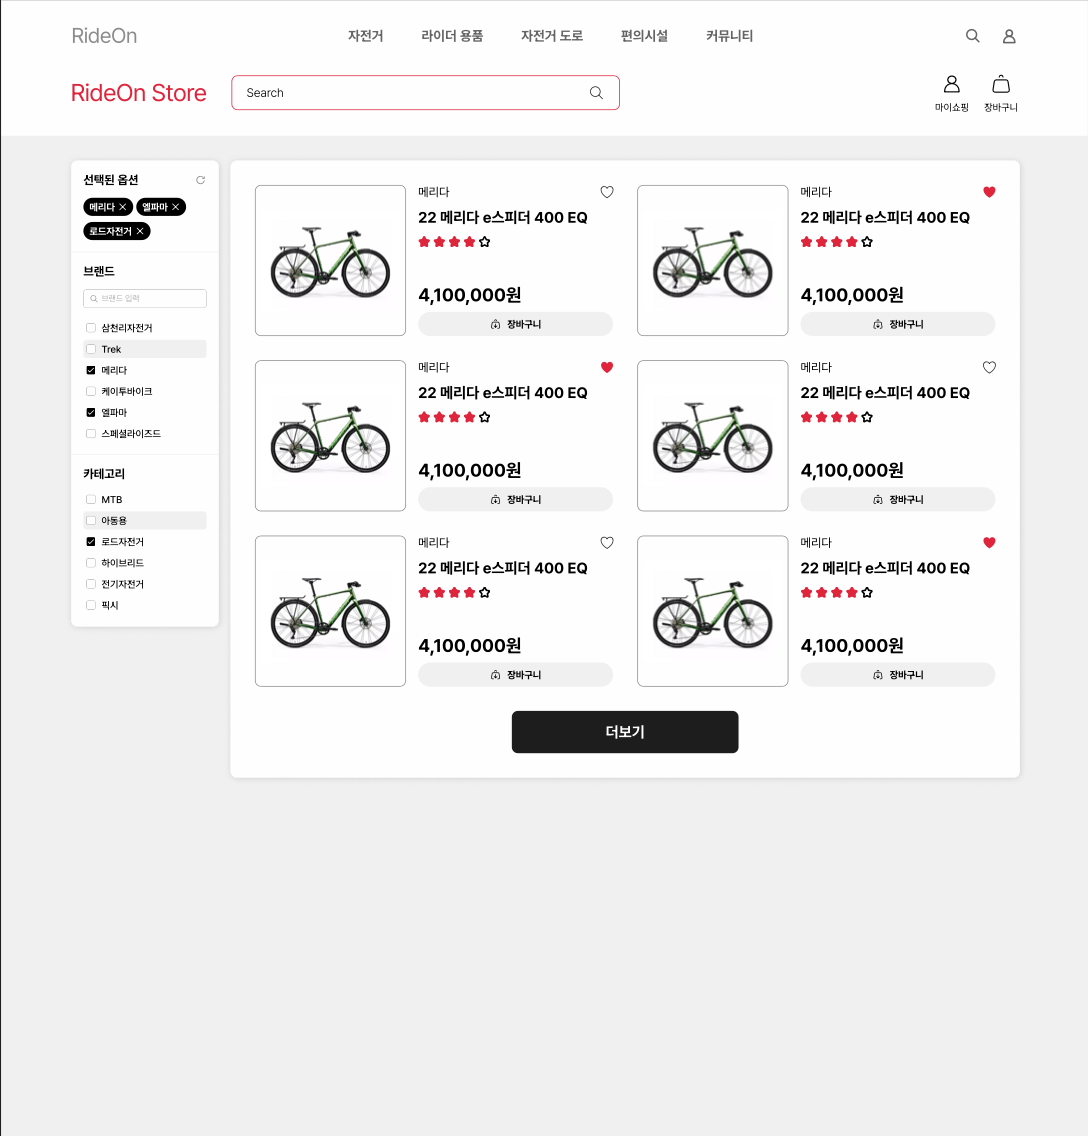 RideOn
자전거 라이더 용품 자전거 도로 편의시설 커뮤니티
RideOn Store
Search
마이쇼핑 장바구니
선택된 옵션
메리다 엘파마
로드자전거
브랜드
브랜드 입력
삼천리자전거
Trek
메리다
케이투바이크
엘파마
스페셜라이즈드
카테고리
MTB
아동용
로드자전거
하이브리드
전기자전거
픽시
메리다
22 메리다 e스피더 400 EQ
4,100,000원
장바구니
메리다
22 메리다 e스피더 400 EQ
4,100,000원
장바구니
메리다
22 메리다 e스피더 400 EQ
4,100,000원
장바구니
메리다
22 메리다 e스피더 400 EQ
4,100,000원
장바구니
메리다
22 메리다 e스피더 400 EQ
4,100,000원
장바구니
메리다
22 메리다 e스피더 400 EQ
4,100,000원
장바구니
더보기